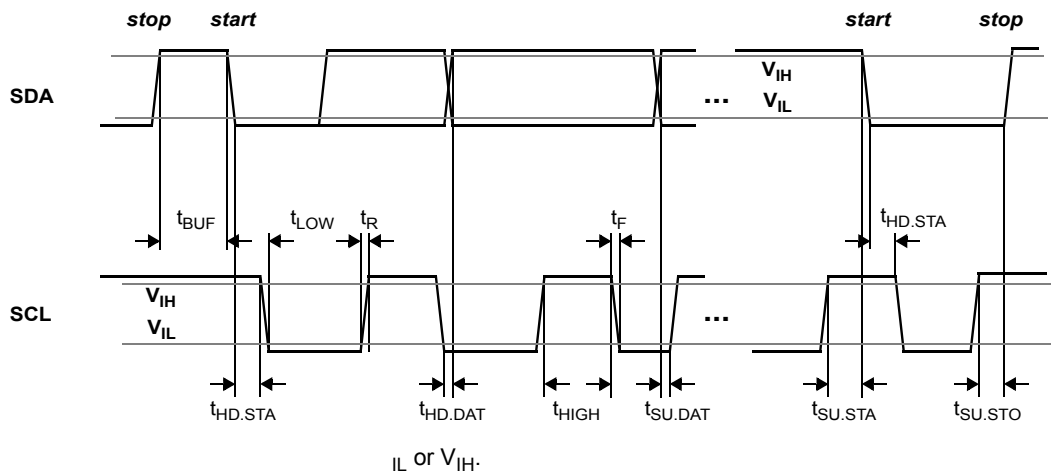 stop start start stop
SDA
VIH
VIL
...
tBUF tLOW tR tF tHD.STA
SCL
VIH
VIL
...
tHD.STA tHD.DAT tHIGH tSU.DAT tSU.STA tSU.STO
IL or VIH.